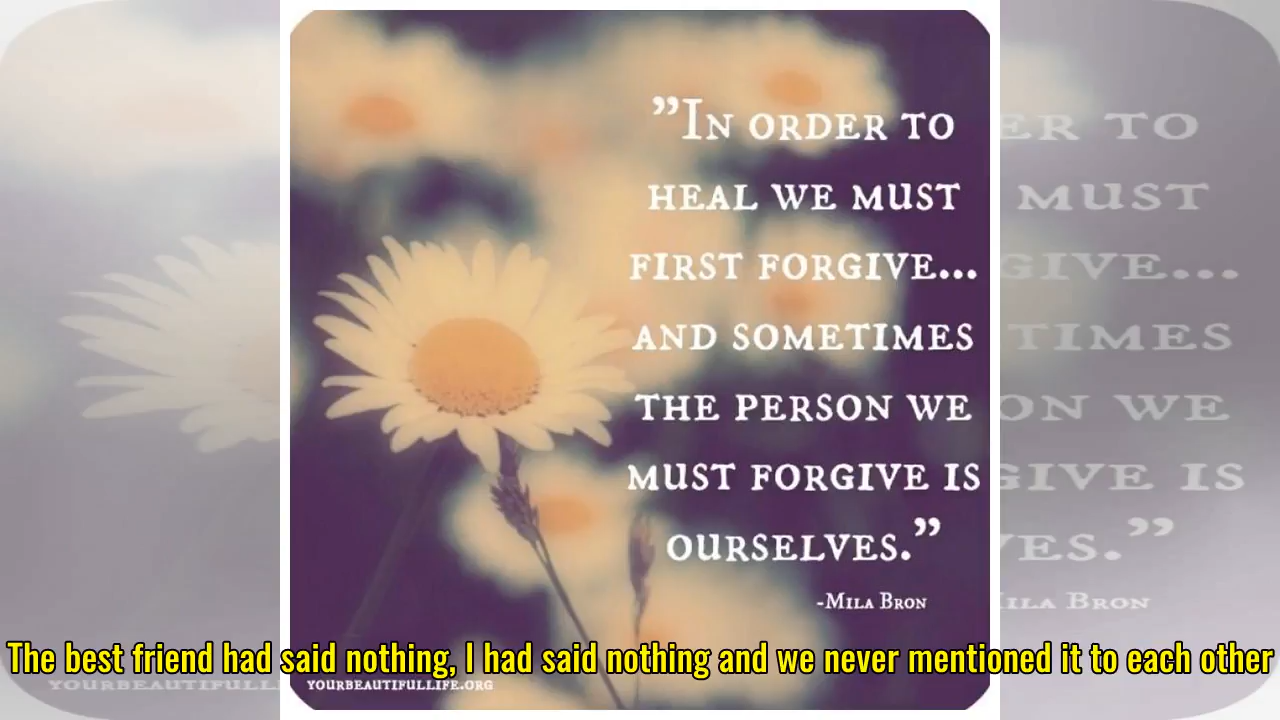 ”In order to
heal we must
first forgive...
and sometimes
the person we
must forgive is
ourselves.”
-Mila Bron
The best friend had said nothing, I had said nothing and we never mentioned it to each other
yourbeautifullife.org